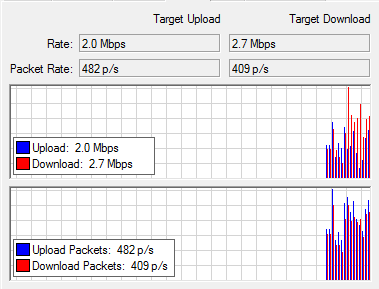 Target Upload Target Download
Rate: 2.0 Mbps 2.7 Mbps
Packet Rate: 482 p/s 409 p/s
Upload: 2.0 Mbps
Download: 2.7 Mbps
Upload Packets: 482 p/s
Download Packets: 409 p/s